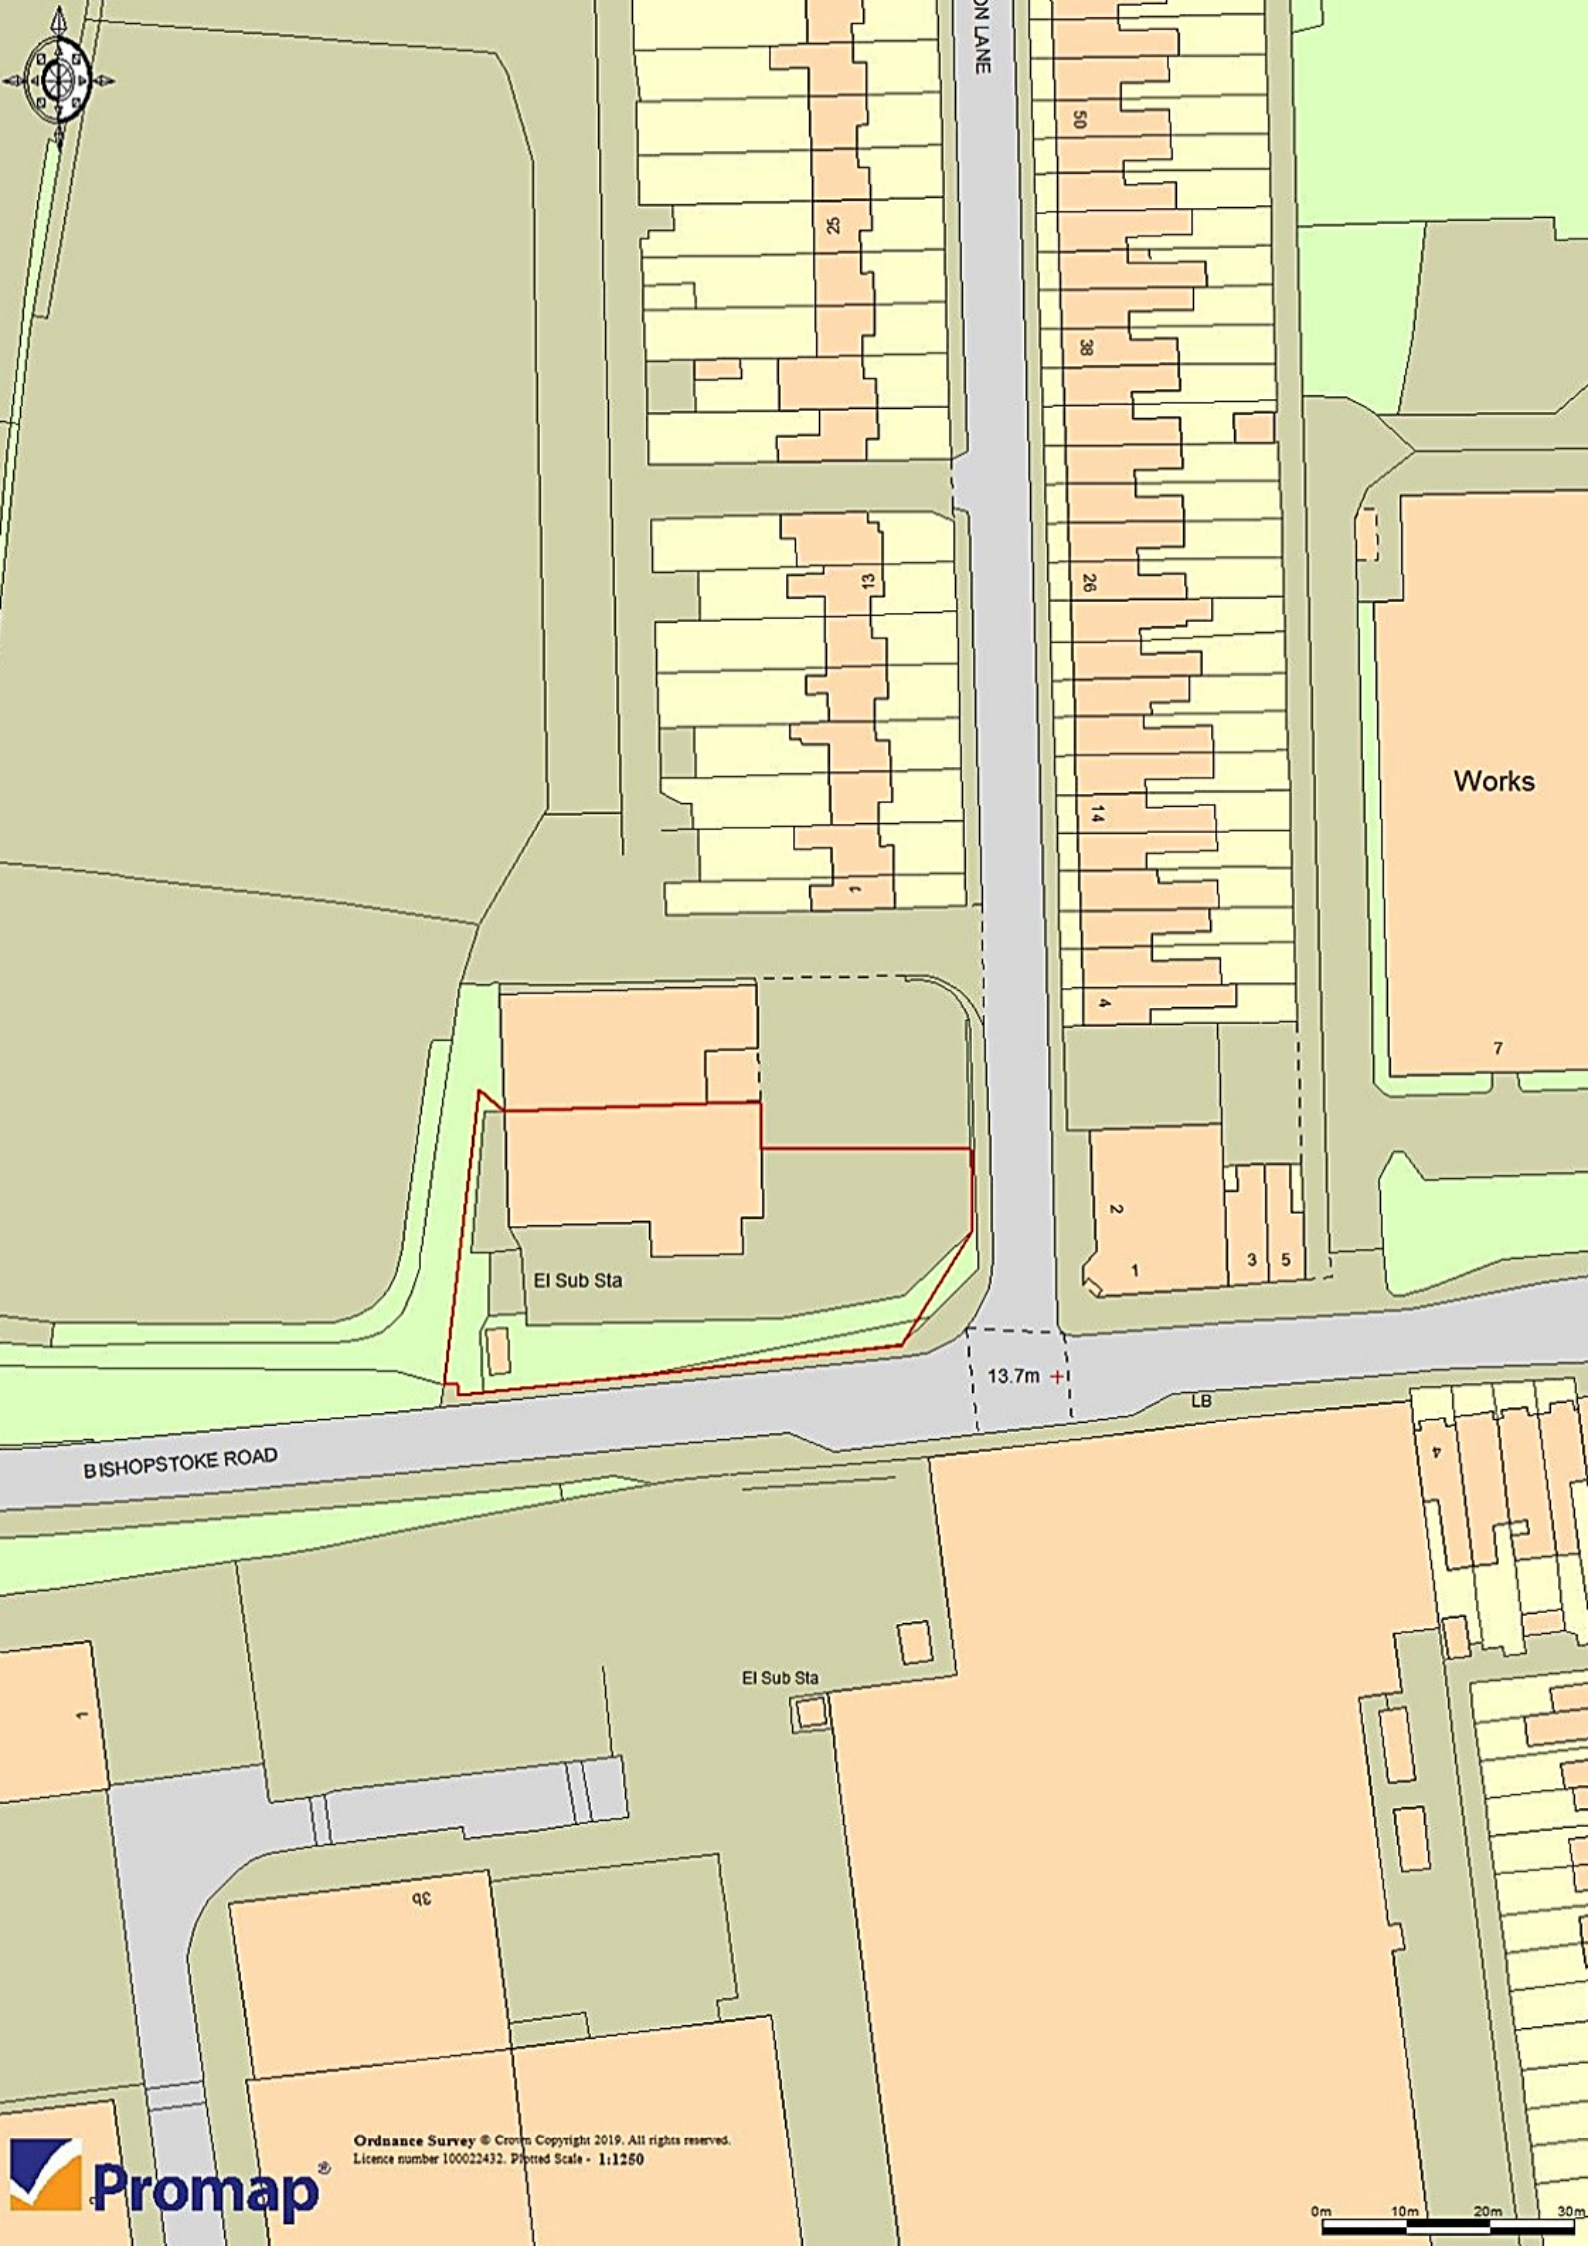 ON LANE
50
25
38
13
26
Works
14
1
4
7
2
1
3
5
El Sub Sta
13.7m
LB
BISHOPSTOKE ROAD
4
El Sub Sta
1
3b
Ordnance Survey © Crown Copyright 2019. All rights reserved.
Licence number 100022432. Plotted Scale - 1:1250
Promap®
0m 10m 20m 30m